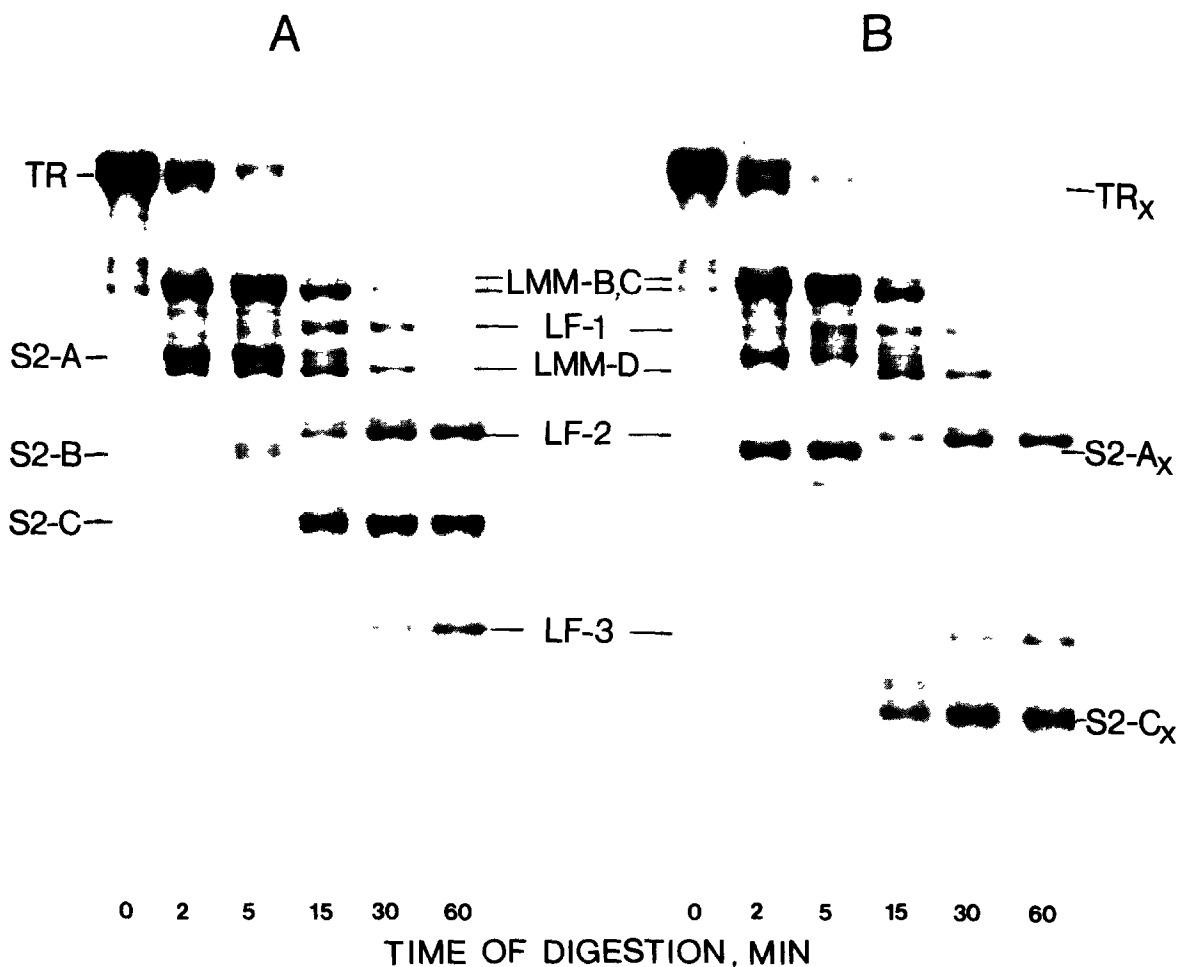 A B
TR
TRx
LMM-B,C
LF-1
S2-A
LMM-D
LF-2
S2-B
S2-Ax
S2-C
LF-3
S2-Cx
0 2 5 15 30 60 0 2 5 15 30 60
TIME OF DIGESTION, MIN